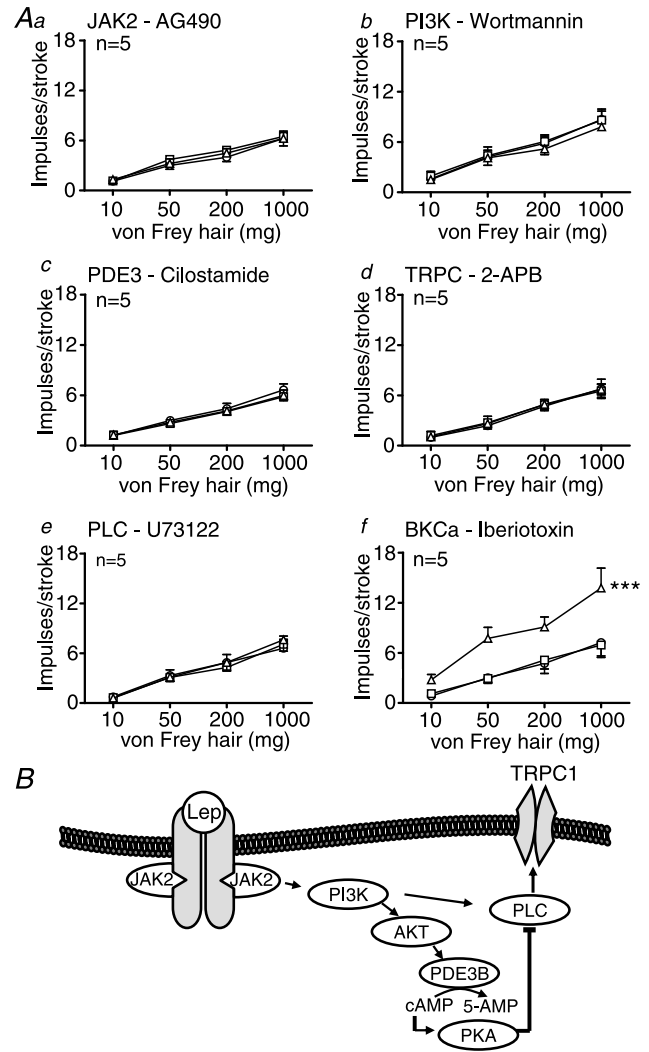 Aa
JAK2 - AG490
n=5
Impulses/stroke
18
12
6
0
10 50 200 1000
von Frey hair (mg)
b
PI3K - Wortmannin
n=5
Impulses/stroke
18
12
6
0
10 50 200 1000
von Frey hair (mg)
c
PDE3 - Cilostamide
n=5
Impulses/stroke
18
12
6
0
10 50 200 1000
von Frey hair (mg)
d
TRPC - 2-APB
n=5
Impulses/stroke
18
12
6
0
10 50 200 1000
von Frey hair (mg)
e
PLC - U73122
n=5
Impulses/stroke
18
12
6
0
10 50 200 1000
von Frey hair (mg)
f
BKCa - Iberiotoxin
n=5
Impulses/stroke
18
12
6
0
***
10 50 200 1000
von Frey hair (mg)
B
TRPC1
Lep
JAK2 JAK2
PI3K
PLC
AKT
PDE3B
cAMP 5-AMP
PKA